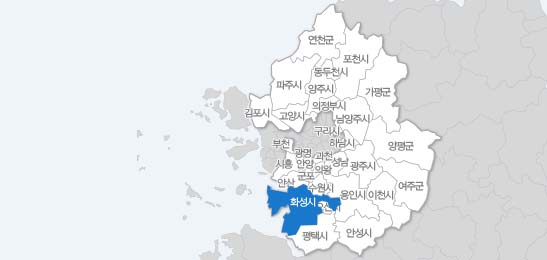 연천군
포천시
동두천시
파주시
양주시
가평군
의정부시
김포시
고양시
남양주시
구리시
하남시
부천
광명
과천
양평군
시흥
안양
의왕
성남
광주시
안산
군포
수원시
용인시
이천시
여주군
화성시
평택시
안성시